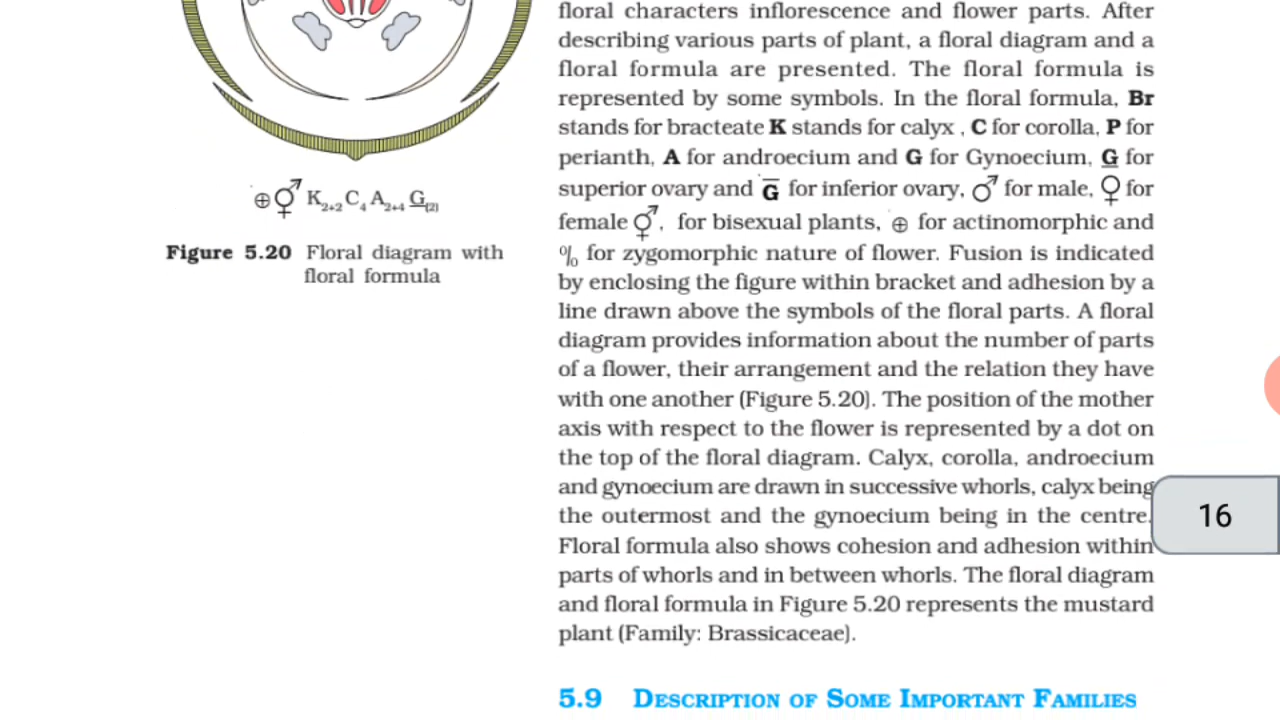 floral characters inflorescence and flower parts. After
describing various parts of plant, a floral diagram and a
floral formula are presented. The floral formula is
represented by some symbols. In the floral formula, Br
stands for bracteate K stands for calyx , C for corolla, P for
perianth, A for androecium and G for Gynoecium, G̲ for
superior ovary and G̅ for inferior ovary, ♂ for male, ♀ for
female ⚥, for bisexual plants, ⊕ for actinomorphic and
% for zygomorphic nature of flower. Fusion is indicated
by enclosing the figure within bracket and adhesion by a
line drawn above the symbols of the floral parts. A floral
diagram provides information about the number of parts
of a flower, their arrangement and the relation they have
with one another (Figure 5.20). The position of the mother
axis with respect to the flower is represented by a dot on
the top of the floral diagram. Calyx, corolla, androecium
and gynoecium are drawn in successive whorls, calyx being
the outermost and the gynoecium being in the centre.
Floral formula also shows cohesion and adhesion within
parts of whorls and in between whorls. The floral diagram
and floral formula in Figure 5.20 represents the mustard
plant (Family: Brassicaceae).
⊕ ⚥ K₂₊₂ C₄ A₂₊₄ G̲₍₂₎
Figure 5.20 Floral diagram with
floral formula
16
5.9 DESCRIPTION OF SOME IMPORTANT FAMILIES